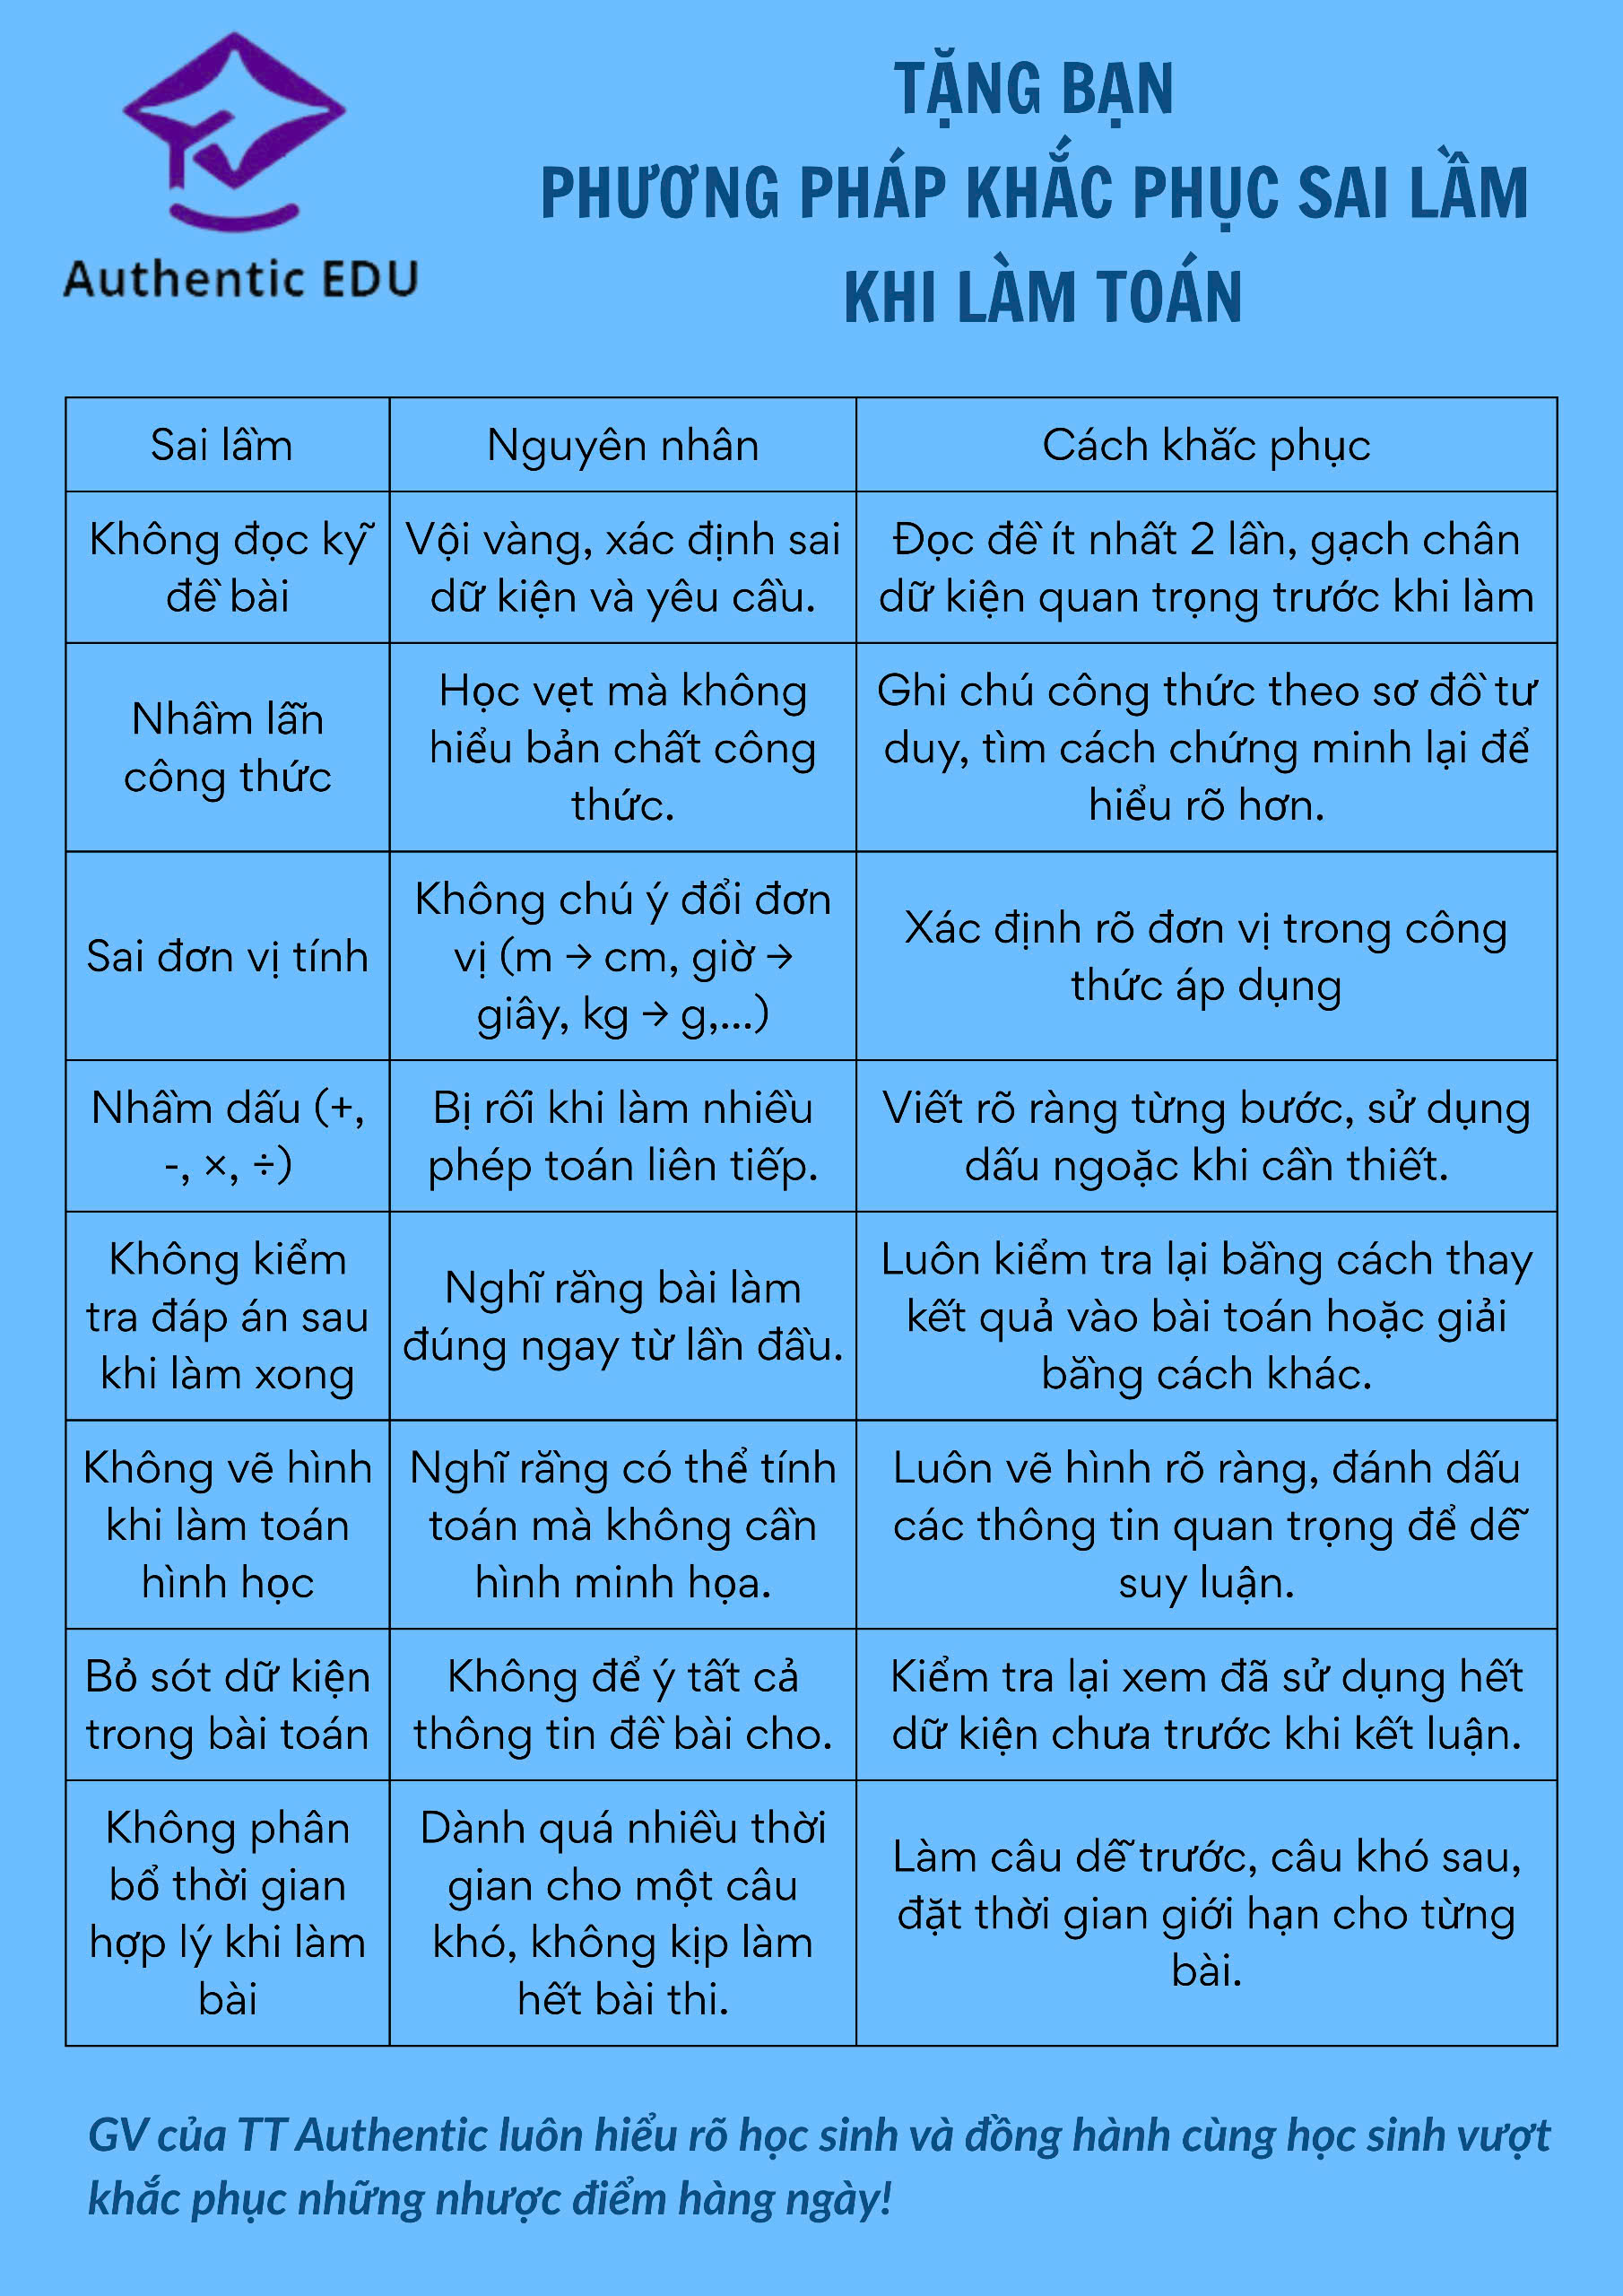 Authentic EDU
TẶNG BẠN
PHƯƠNG PHÁP KHẮC PHỤC SAI LẦM
KHI LÀM TOÁN
Sai lầm
Nguyên nhân
Cách khắc phục
Không đọc kỹ
đề bài
Vội vàng, xác định sai
dữ kiện và yêu cầu.
Đọc đề ít nhất 2 lần, gạch chân
dữ kiện quan trọng trước khi làm
Nhầm lẫn
công thức
Học vẹt mà không
hiểu bản chất công
thức.
Ghi chú công thức theo sơ đồ tư
duy, tìm cách chứng minh lại để
hiểu rõ hơn.
Sai đơn vị tính
Không chú ý đổi đơn
vị (m → cm, giờ →
giây, kg → g,...)
Xác định rõ đơn vị trong công
thức áp dụng
Nhầm dấu (+,
-, ×, ÷)
Bị rối khi làm nhiều
phép toán liên tiếp.
Viết rõ ràng từng bước, sử dụng
dấu ngoặc khi cần thiết.
Không kiểm
tra đáp án sau
khi làm xong
Nghĩ rằng bài làm
đúng ngay từ lần đầu.
Luôn kiểm tra lại bằng cách thay
kết quả vào bài toán hoặc giải
bằng cách khác.
Không vẽ hình
khi làm toán
hình học
Nghĩ rằng có thể tính
toán mà không cần
hình minh họa.
Luôn vẽ hình rõ ràng, đánh dấu
các thông tin quan trọng để dễ
suy luận.
Bỏ sót dữ kiện
trong bài toán
Không để ý tất cả
thông tin đề bài cho.
Kiểm tra lại xem đã sử dụng hết
dữ kiện chưa trước khi kết luận.
Không phân
bổ thời gian
hợp lý khi làm
bài
Dành quá nhiều thời
gian cho một câu
khó, không kịp làm
hết bài thi.
Làm câu dễ trước, câu khó sau,
đặt thời gian giới hạn cho từng
bài.
GV của TT Authentic luôn hiểu rõ học sinh và đồng hành cùng học sinh vượt
khắc phục những nhược điểm hàng ngày!